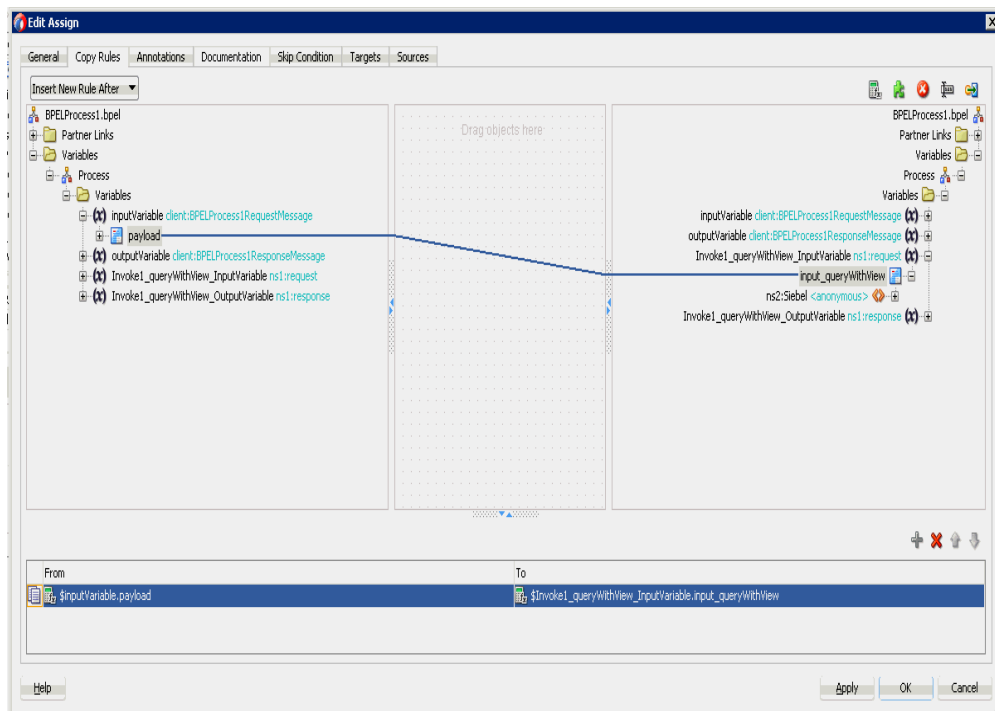 Edit Assign
General Copy Rules Annotations Documentation Skip Condition Targets Sources
Insert New Rule After
BPELProcess1.bpel
Partner Links
Variables
Process
Variables
inputVariable client:BPELProcess1RequestMessage
payload
outputVariable client:BPELProcess1ResponseMessage
Invoke1_queryWithView_InputVariable ns1:request
Invoke1_queryWithView_OutputVariable ns1:response
Drag objects here
BPELProcess1.bpel
Partner Links
Variables
Process
Variables
inputVariable client:BPELProcess1RequestMessage
outputVariable client:BPELProcess1ResponseMessage
Invoke1_queryWithView_InputVariable ns1:request
input_queryWithView
ns2:Siebel <anonymous>
Invoke1_queryWithView_OutputVariable ns1:response
From To
$inputVariable.payload $Invoke1_queryWithView_InputVariable.input_queryWithView
Help Apply OK Cancel